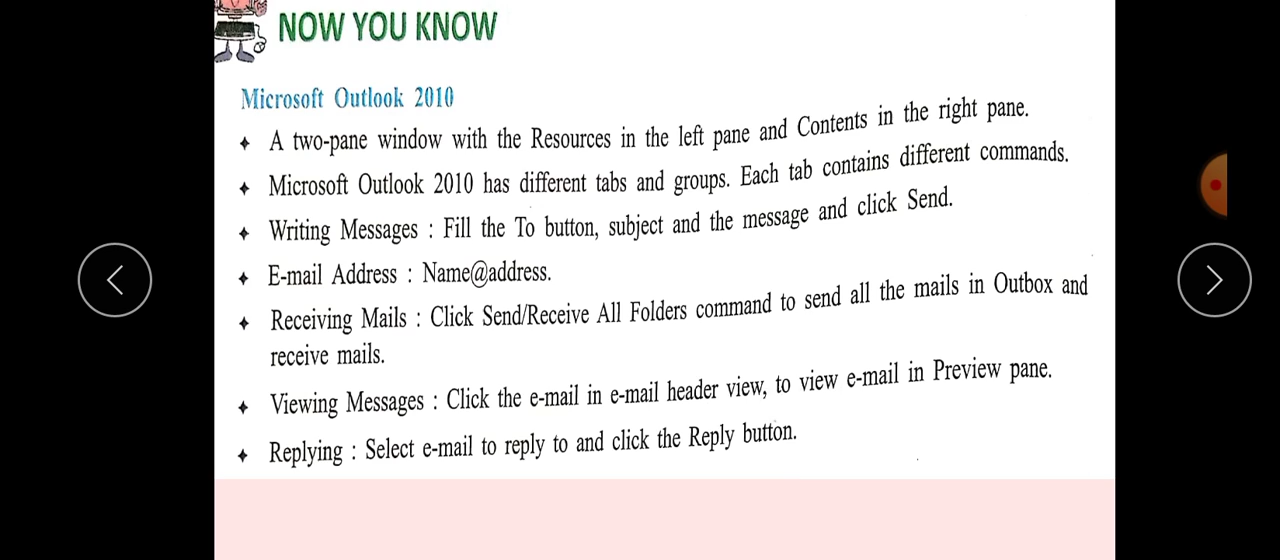 NOW YOU KNOW
Microsoft Outlook 2010
✦ A two-pane window with the Resources in the left pane and Contents in the right pane.
✦ Microsoft Outlook 2010 has different tabs and groups. Each tab contains different commands.
✦ Writing Messages : Fill the To button, subject and the message and click Send.
✦ E-mail Address : Name@address.
✦ Receiving Mails : Click Send/Receive All Folders command to send all the mails in Outbox and
receive mails.
✦ Viewing Messages : Click the e-mail in e-mail header view, to view e-mail in Preview pane.
✦ Replying : Select e-mail to reply to and click the Reply button.